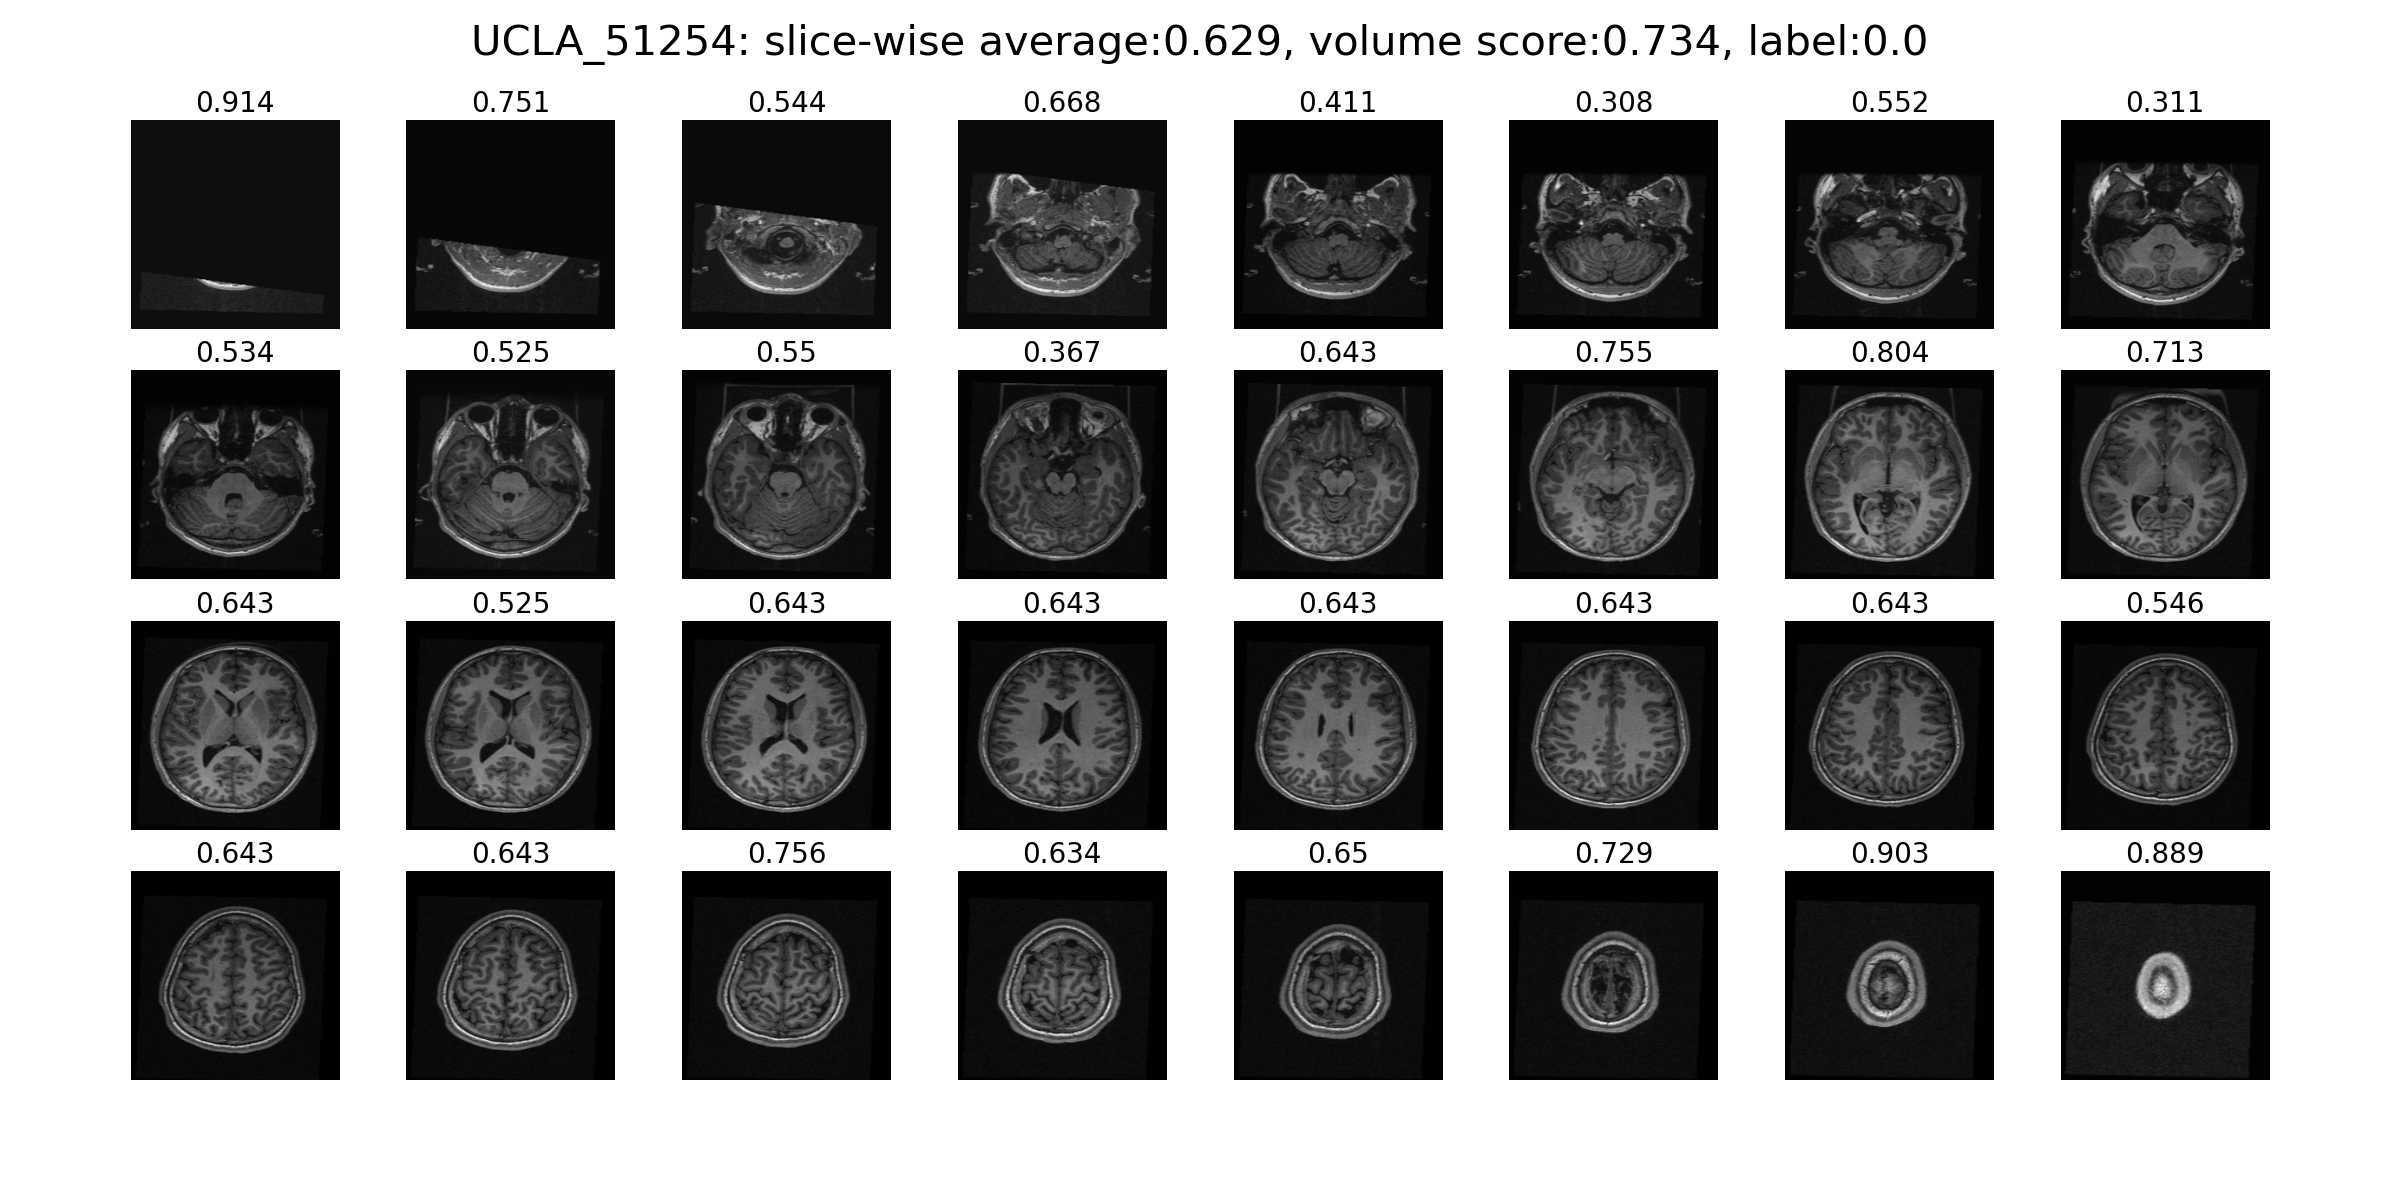 UCLA_51254: slice-wise average:0.629, volume score:0.734, label:0.0
0.914 0.751 0.544 0.668 0.411 0.308 0.552 0.311
0.534 0.525 0.55 0.367 0.643 0.755 0.804 0.713
0.643 0.525 0.643 0.643 0.643 0.643 0.643 0.546
0.643 0.643 0.756 0.634 0.65 0.729 0.903 0.889